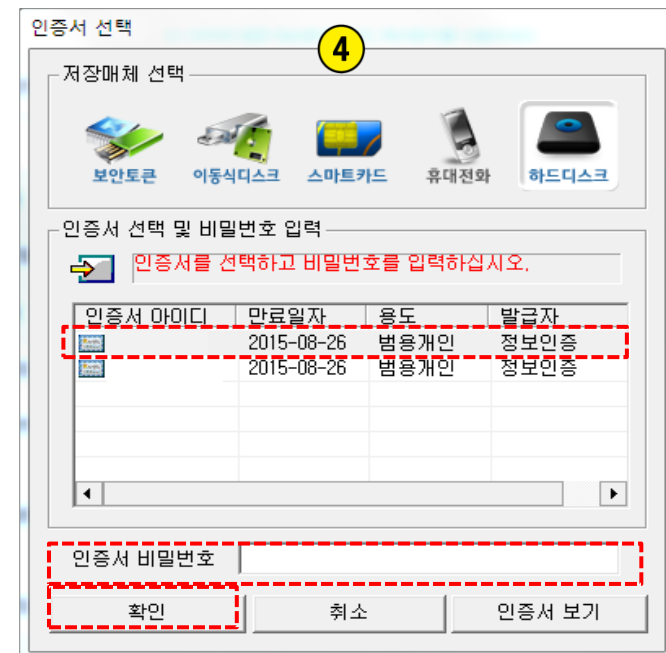 인증서 선택
4
저장매체 선택
보안토큰 이동식디스크 스마트카드 휴대전화 하드디스크
인증서 선택 및 비밀번호 입력
인증서를 선택하고 비밀번호를 입력하십시오.
인증서 아이디 만료일자 용도 발급자
2015-08-26 범용개인 정보인증
2015-08-26 범용개인 정보인증
인증서 비밀번호
확인 취소 인증서 보기